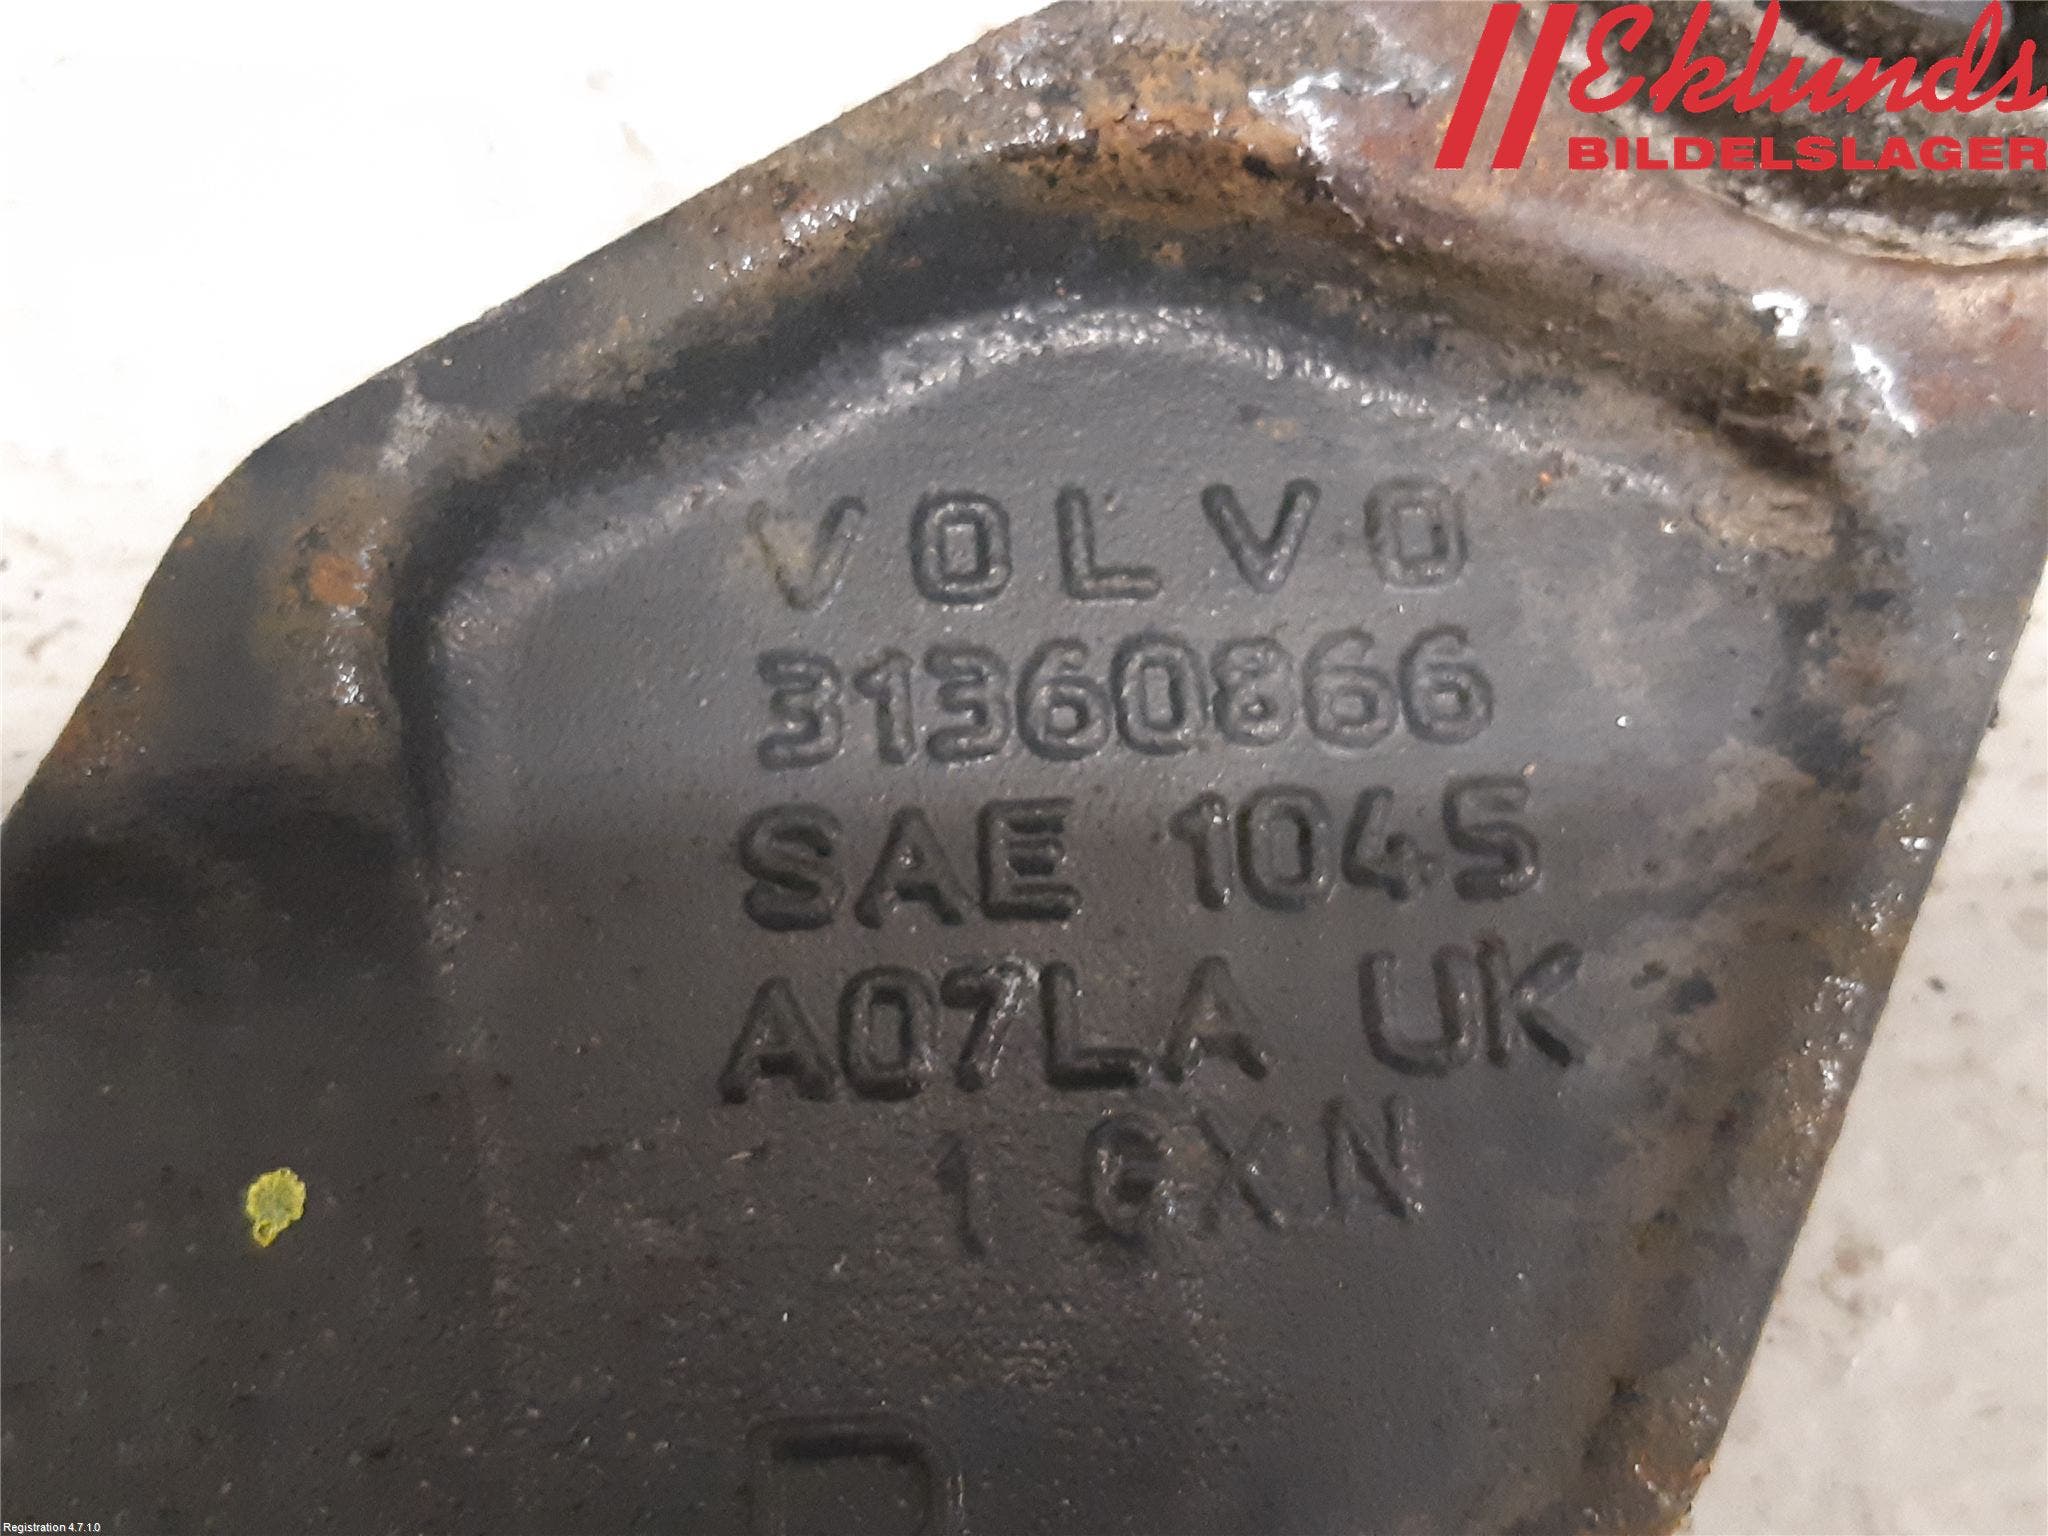 Eklunds
BILDELSLAGER
VOLVO
31360866
SAE 1045
A07LA UK
1 GXN
Registration 4.7.1.0